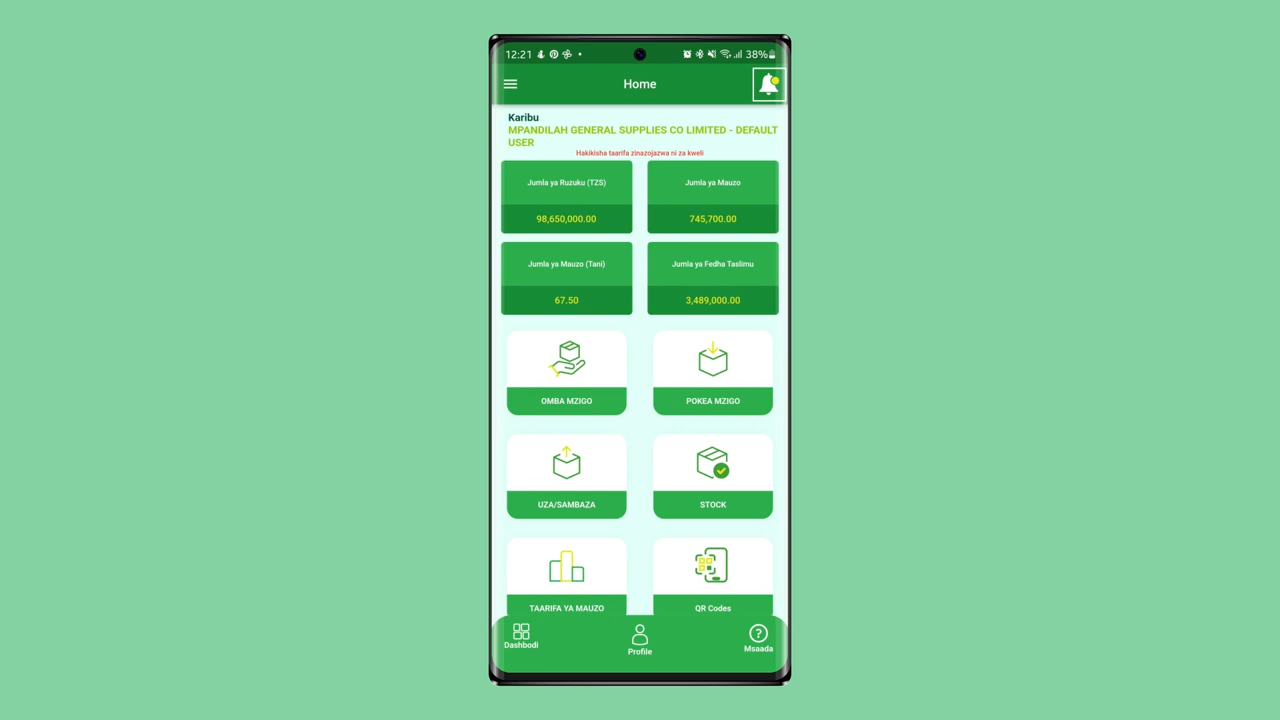 12:21
38%
Home
Karibu
MPANDILAH GENERAL SUPPLIES CO LIMITED - DEFAULT
USER
Hakikisha taarifa zinazojazwa ni za kweli
Jumla ya Ruzuku (TZS)
98,650,000.00
Jumla ya Mauzo
745,700.00
Jumla ya Mauzo (Tani)
67.50
Jumla ya Fedha Taslimu
3,489,000.00
OMBA MZIGO
POKEA MZIGO
UZA/SAMBAZA
STOCK
TAARIFA YA MAUZO
QR Codes
Dashbodi
Profile
Msaada